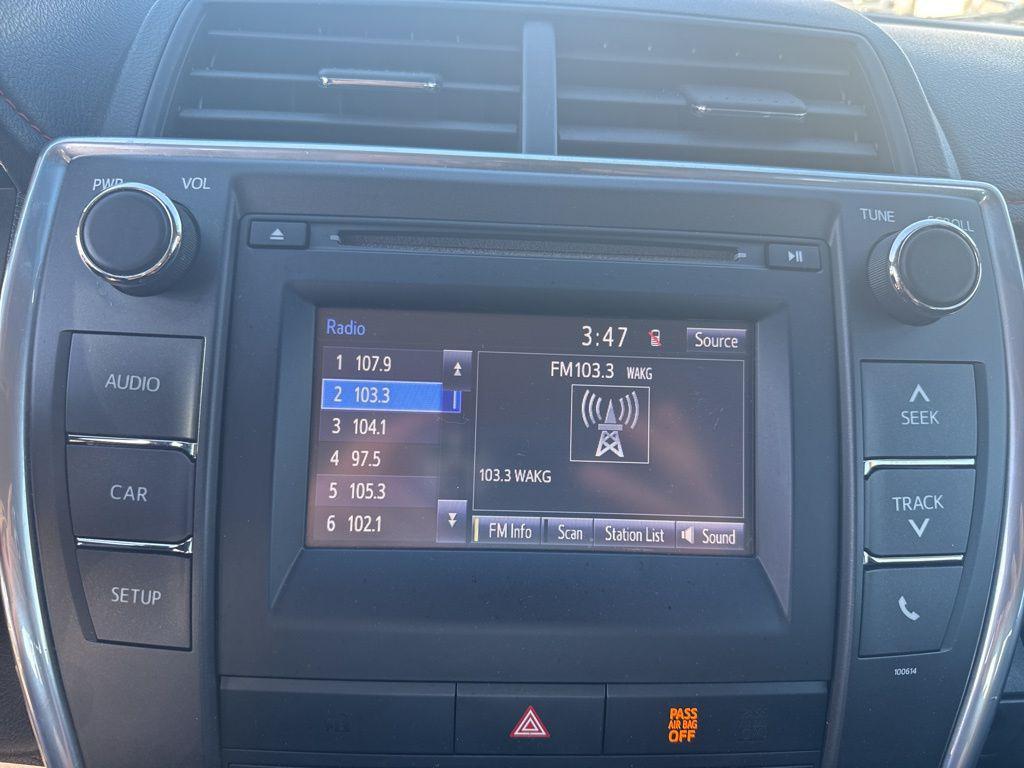 PWR VOL
TUNE SCROLL
AUDIO
CAR
SETUP
Radio 3:47 Source
1 107.9
2 103.3
3 104.1
4 97.5
5 105.3
6 102.1
FM103.3 WAKG
103.3 WAKG
FM Info Scan Station List Sound
SEEK
TRACK
100614
PASS
AIR BAG
OFF